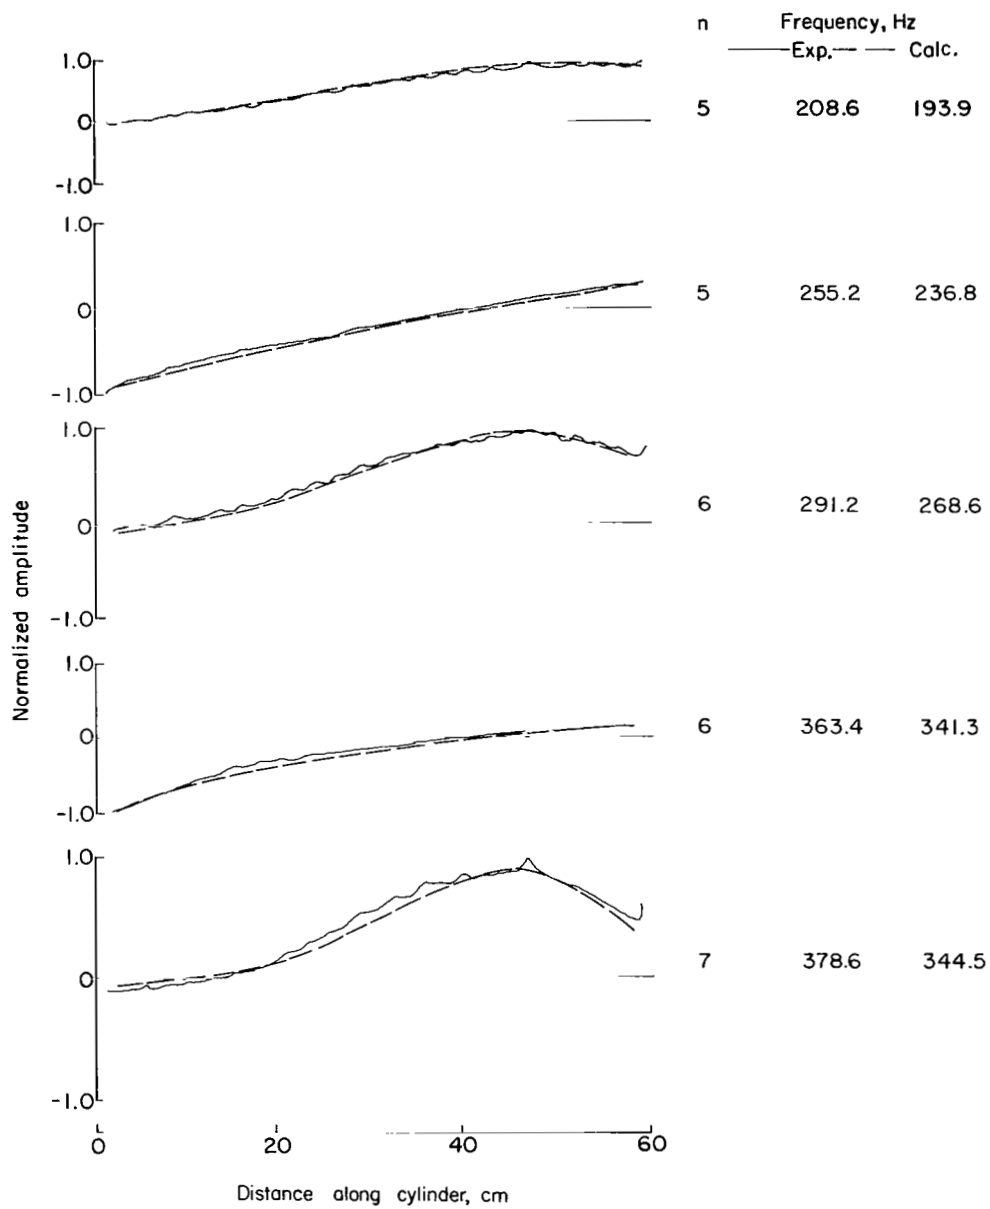 n Frequency, Hz
Exp. Calc.
1.0
0
-1.0
5 208.6 193.9
1.0
0
-1.0
5 255.2 236.8
1.0
0
-1.0
6 291.2 268.6
1.0
0
-1.0
6 363.4 341.3
1.0
0
-1.0
7 378.6 344.5
Normalized amplitude
0 20 40 60
Distance along cylinder, cm